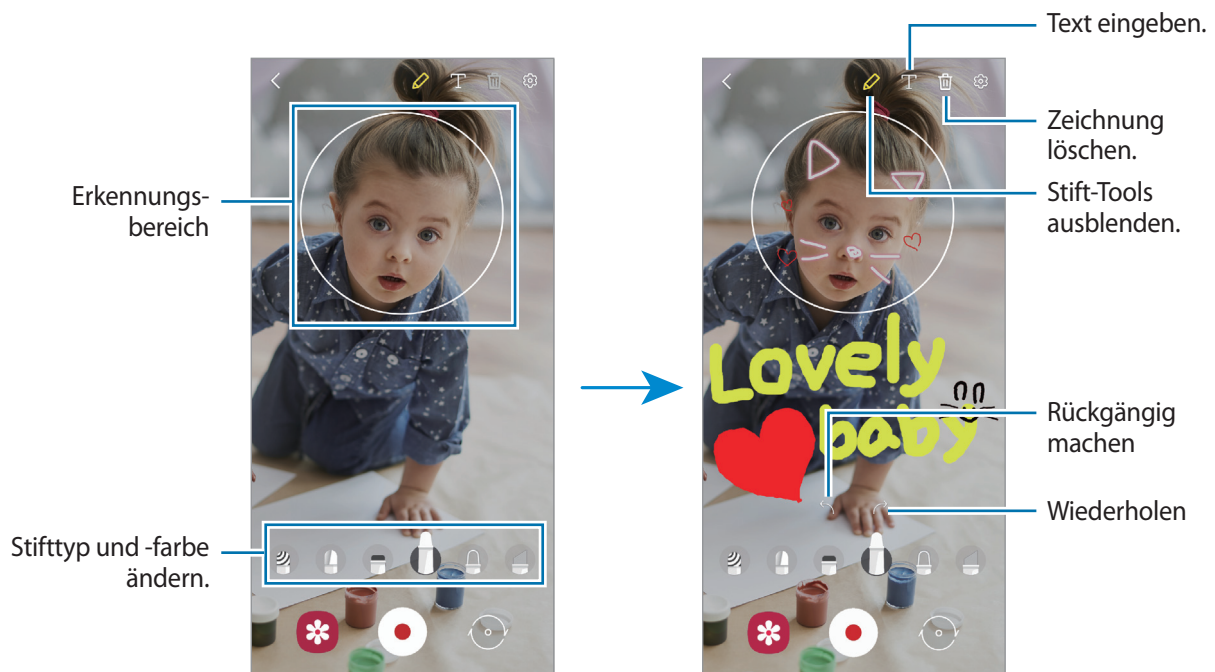 Text eingeben.
Zeichnung
löschen.
Stift-Tools
ausblenden.
Erkennungs-
bereich
Lovely
baby
Rückgängig
machen
Wiederholen
Stifttyp und -farbe
ändern.